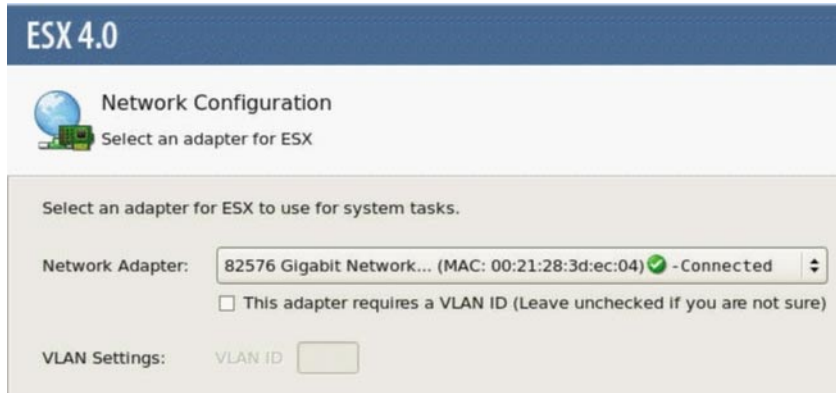 ESX 4.0
Network Configuration
Select an adapter for ESX
Select an adapter for ESX to use for system tasks.
Network Adapter: 82576 Gigabit Network... (MAC: 00:21:28:3d:ec:04) - Connected
This adapter requires a VLAN ID (Leave unchecked if you are not sure)
VLAN Settings: VLAN ID